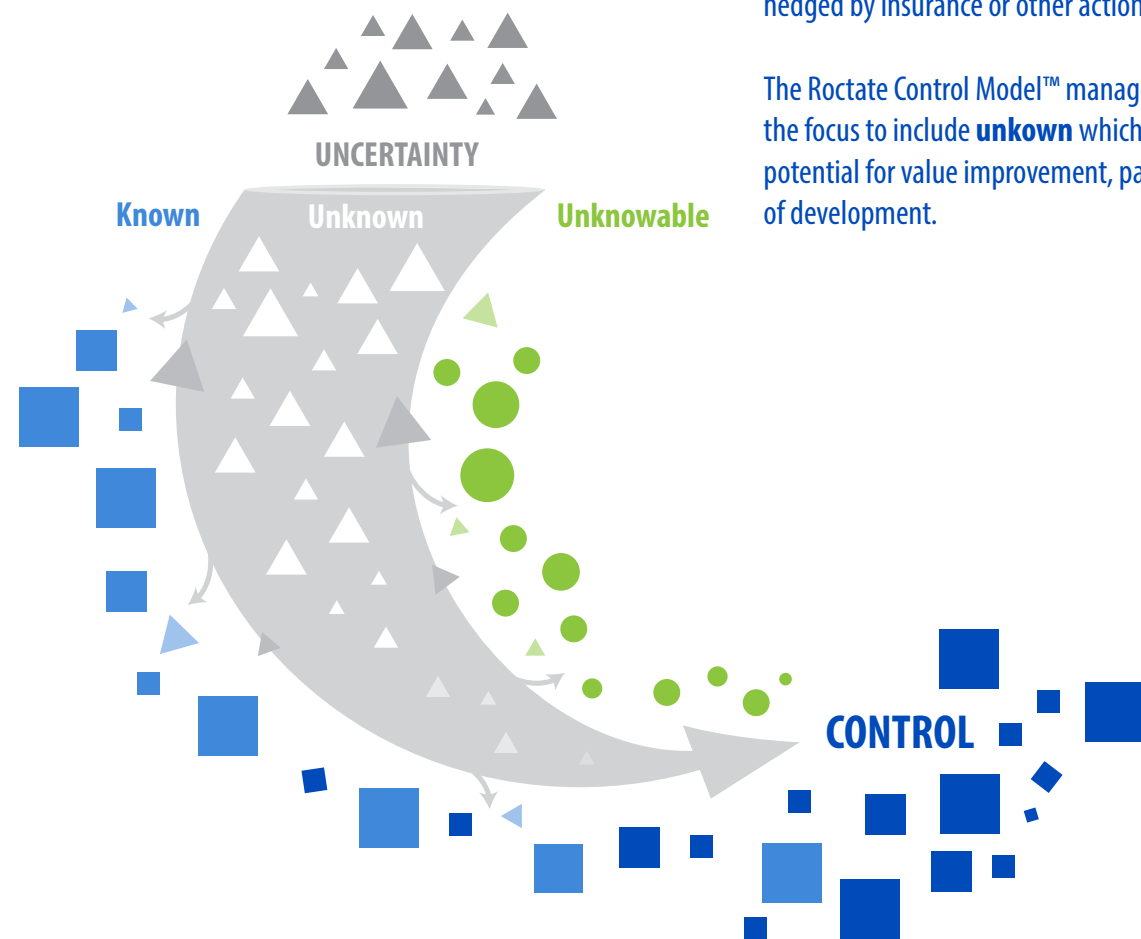 hedged by insurance or other action
The Roctate Control Model™ manag
the focus to include unkown which
potential for value improvement, pa
of development.
UNCERTAINTY
Known
Unknown
Unknowable
CONTROL